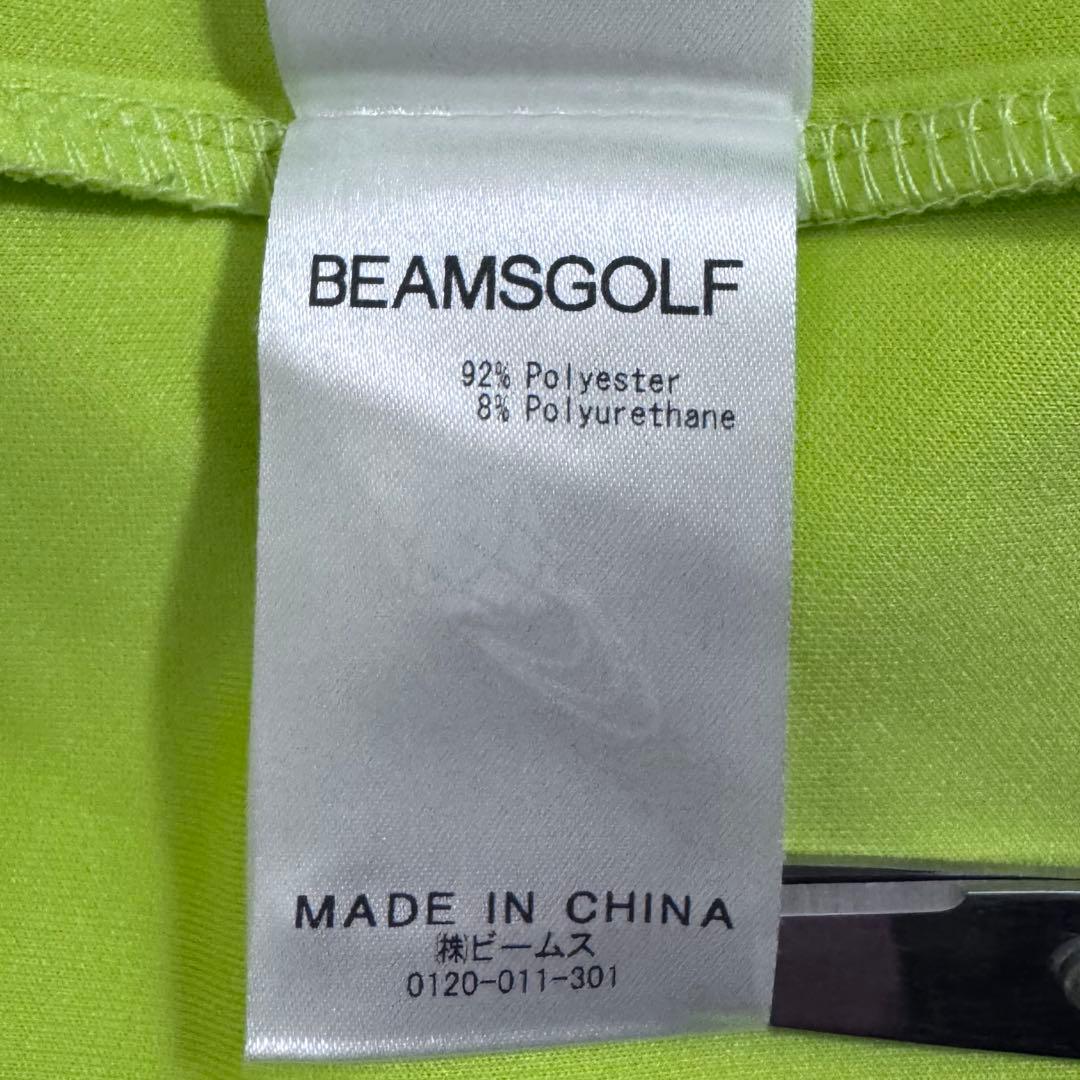 BEAMSGOLF
92% Polyester
8% Polyurethane
MADE IN CHINA
㈱ビームス
0120-011-301